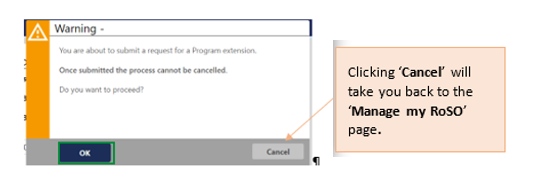 Warning -
You are about to submit a request for a Program extension.
Once submitted the process cannot be cancelled.
Do you want to proceed?
OK
Cancel
¶
Clicking ‘Cancel’ will
take you back to the
‘Manage my RoSO’
page.